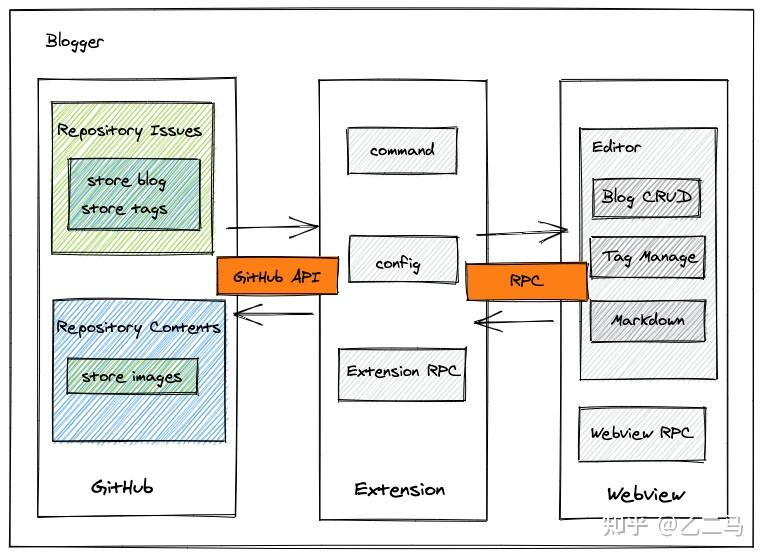 Blogger
Repository Issues
store blog
store tags
Repository Contents
store images
GitHub
GitHub API
command
config
Extension RPC
Extension
RPC
Editor
Blog CRUD
Tag Manage
Markdown
Webview RPC
Webview
知乎 @乙二马